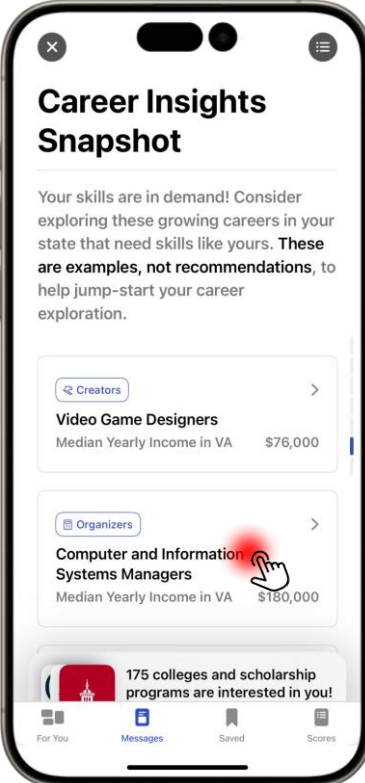 Career Insights
Snapshot
Your skills are in demand! Consider
exploring these growing careers in your
state that need skills like yours. These
are examples, not recommendations, to
help jump-start your career
exploration.
Creators
Video Game Designers
Median Yearly Income in VA $76,000
Organizers
Computer and Information
Systems Managers
Median Yearly Income in VA $180,000
175 colleges and scholarship
programs are interested in you!
For You Messages Saved Scores